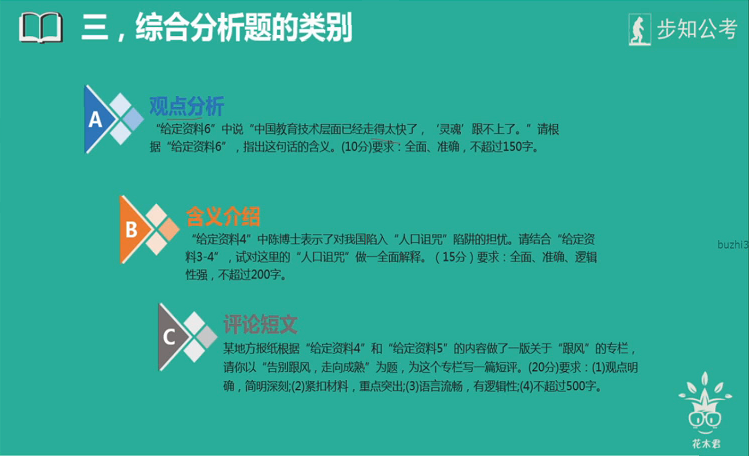 三，综合分析题的类别
步知公考
A
观点分析
“给定资料6”中说“中国教育技术层面已经走得太快了，‘灵魂’跟不上了。”请根
据“给定资料6”，指出这句话的含义。(10分)要求：全面、准确，不超过150字。
B
含义介绍
“给定资料4”中陈博士表示了对我国陷入“人口诅咒”陷阱的担忧。请结合“给定资
料3-4”，试对这里的“人口诅咒”做一全面解释。（15分）要求：全面、准确、逻辑
性强，不超过200字。
buzhi3
C
评论短文
某地方报纸根据“给定资料4”和“给定资料5”的内容做了一版关于“跟风”的专栏，
请你以“告别跟风，走向成熟”为题，为这个专栏写一篇短评。(20分)要求：(1)观点明
确，简明深刻;(2)紧扣材料，重点突出;(3)语言流畅，有逻辑性;(4)不超过500字。
花木君